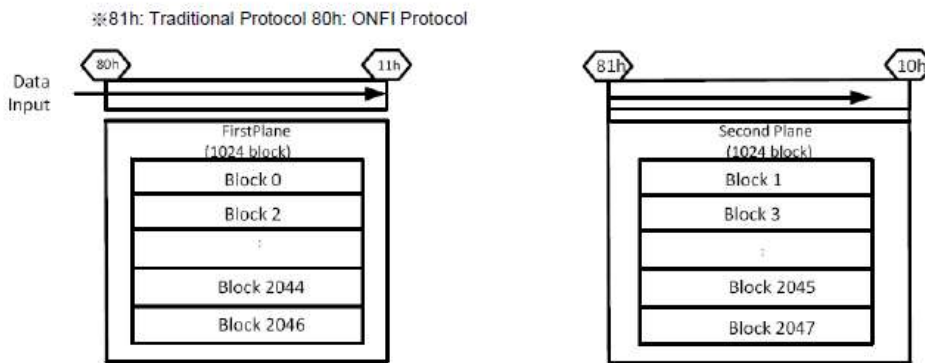 ※81h: Traditional Protocol 80h: ONFI Protocol
80h
11h
81h
10h
Data
Input
FirstPlane
(1024 block)
Block 0
Block 2
:
Block 2044
Block 2046
Second Plane
(1024 block)
Block 1
Block 3
:
Block 2045
Block 2047